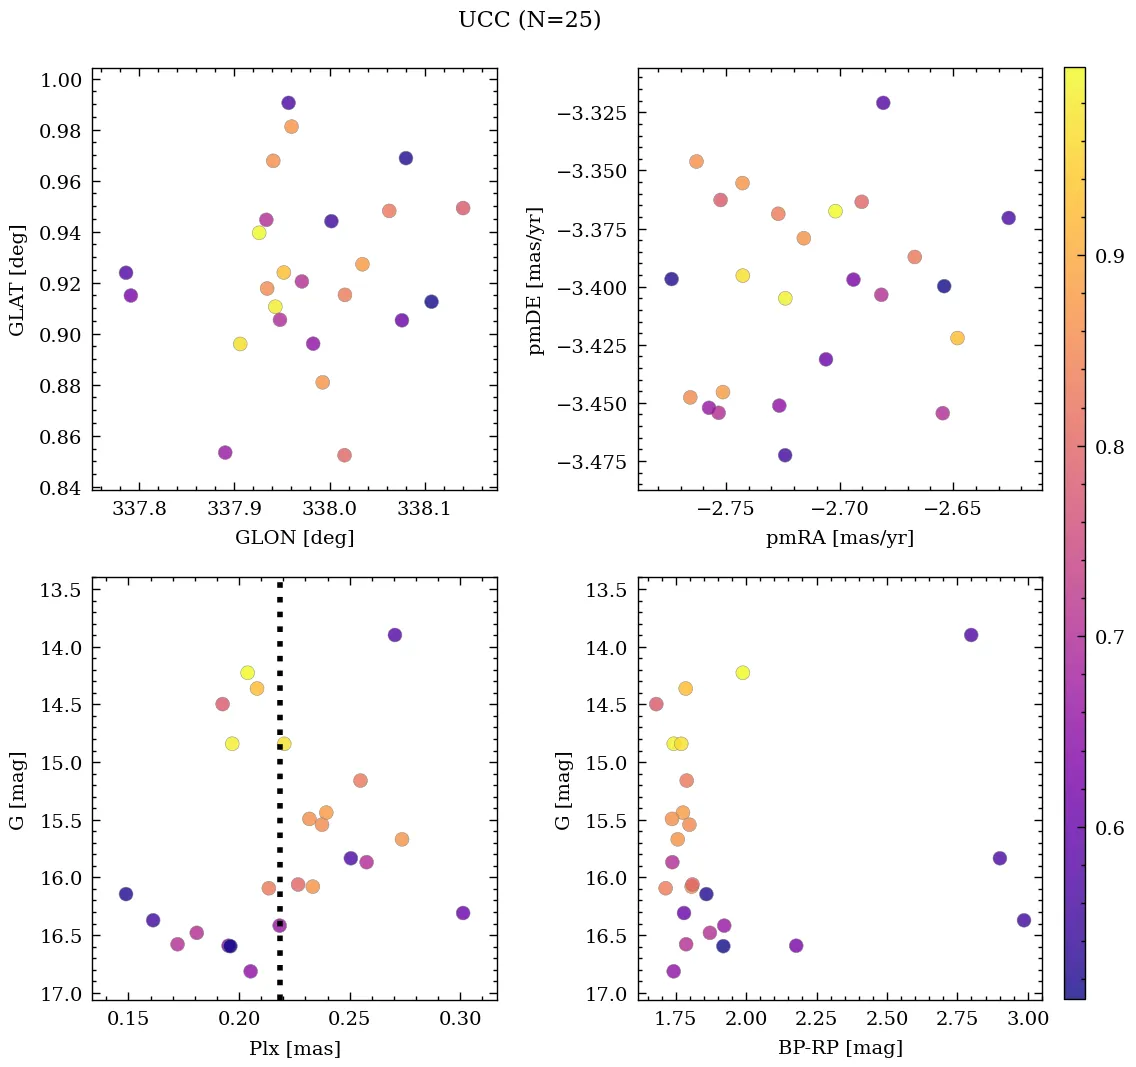 UCC (N=25)
1.00
0.98
0.96
0.94
0.92
0.90
0.88
0.86
0.84
GLAT [deg]
337.8 337.9 338.0 338.1
GLON [deg]
−3.325
−3.350
−3.375
−3.400
−3.425
−3.450
−3.475
pmDE [mas/yr]
−2.75 −2.70 −2.65
pmRA [mas/yr]
0.9
0.8
0.7
0.6
13.5
14.0
14.5
15.0
15.5
16.0
16.5
17.0
G [mag]
0.15 0.20 0.25 0.30
Plx [mas]
13.5
14.0
14.5
15.0
15.5
16.0
16.5
17.0
G [mag]
1.75 2.00 2.25 2.50 2.75 3.00
BP-RP [mag]